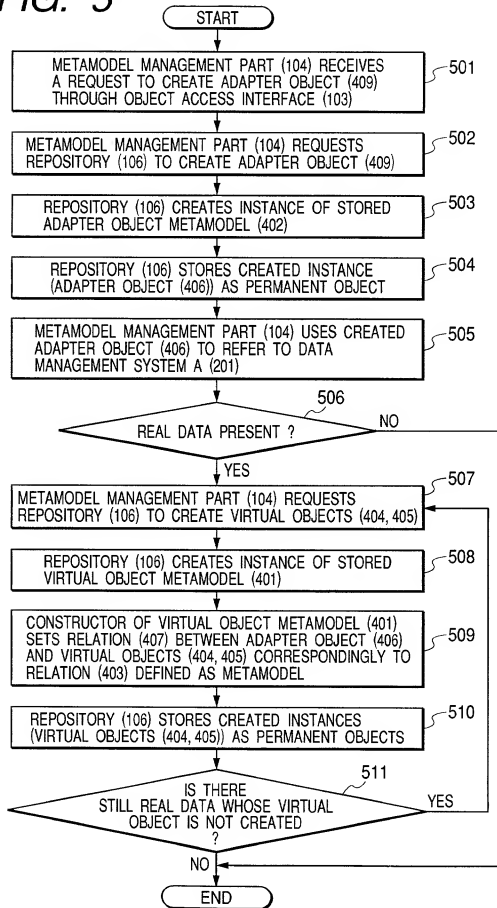 FIG. 5
START
METAMODEL MANAGEMENT PART (104) RECEIVES
A REQUEST TO CREATE ADAPTER OBJECT (409)
THROUGH OBJECT ACCESS INTERFACE (103)
501
METAMODEL MANAGEMENT PART (104) REQUESTS
REPOSITORY (106) TO CREATE ADAPTER OBJECT (409)
502
REPOSITORY (106) CREATES INSTANCE OF STORED
ADAPTER OBJECT METAMODEL (402)
503
REPOSITORY (106) STORES CREATED INSTANCE
(ADAPTER OBJECT (406)) AS PERMANENT OBJECT
504
METAMODEL MANAGEMENT PART (104) USES CREATED
ADAPTER OBJECT (406) TO REFER TO DATA
MANAGEMENT SYSTEM A (201)
505
506
REAL DATA PRESENT ?
NO
YES
METAMODEL MANAGEMENT PART (104) REQUESTS
REPOSITORY (106) TO CREATE VIRTUAL OBJECTS (404, 405)
507
REPOSITORY (106) CREATES INSTANCE OF STORED
VIRTUAL OBJECT METAMODEL (401)
508
CONSTRUCTOR OF VIRTUAL OBJECT METAMODEL (401)
SETS RELATION (407) BETWEEN ADAPTER OBJECT (406)
AND VIRTUAL OBJECTS (404, 405) CORRESPONDINGLY TO
RELATION (403) DEFINED AS METAMODEL
509
REPOSITORY (106) STORES CREATED INSTANCES
(VIRTUAL OBJECTS (404, 405)) AS PERMANENT OBJECTS
510
511
IS THERE
STILL REAL DATA WHOSE VIRTUAL
OBJECT IS NOT CREATED
?
YES
NO
END